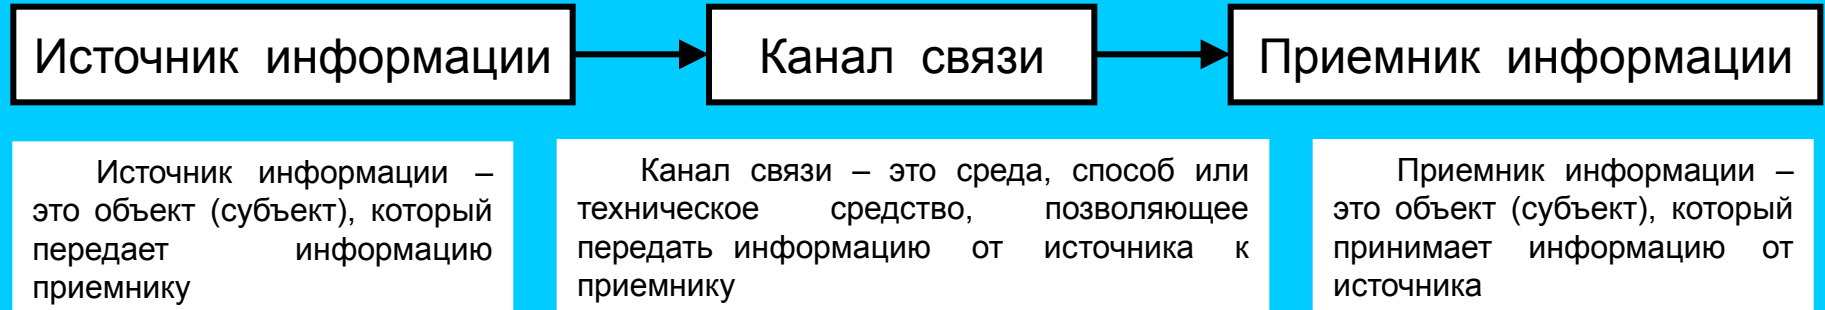 Источник информации
Канал связи
Приемник информации
Источник информации –
это объект (субъект), который
передает информацию
приемнику
Канал связи – это среда, способ или
техническое средство, позволяющее
передать информацию от источника к
приемнику
Приемник информации –
это объект (субъект), который
принимает информацию от
источника